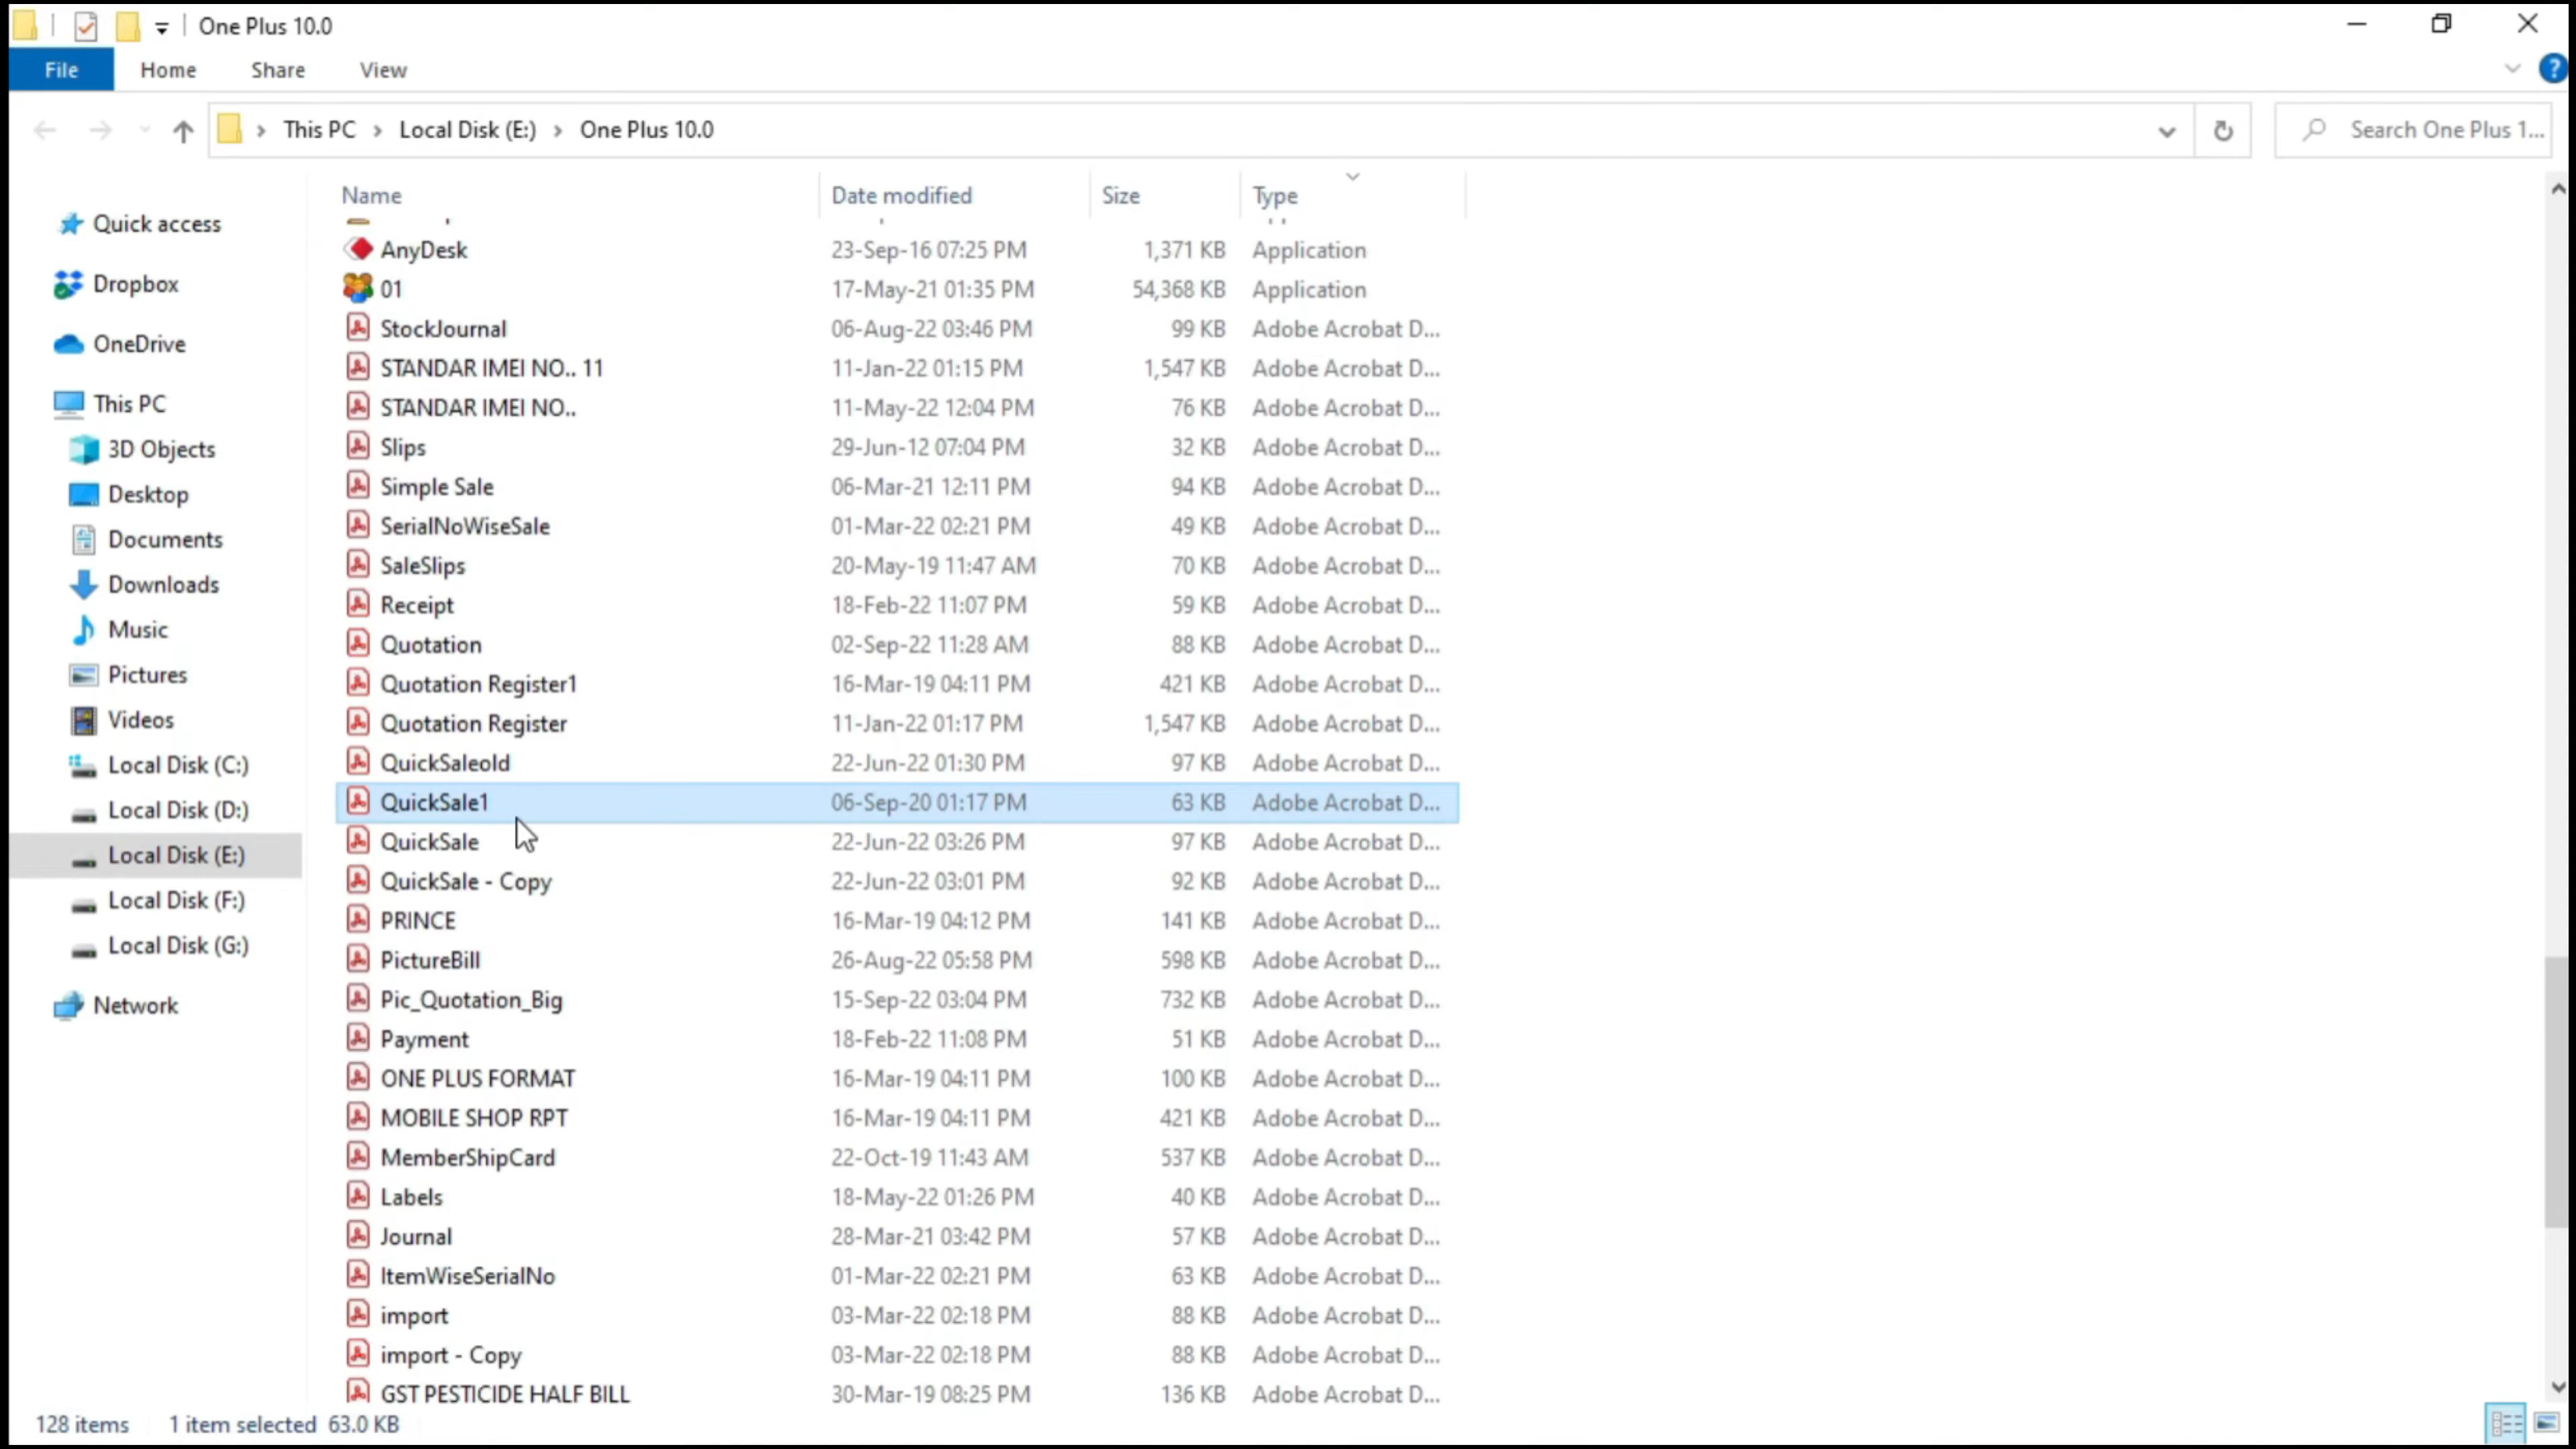 One Plus 10.0
File Home Share View
This PC Local Disk (E:) One Plus 10.0 Search One Plus 1...
Name Date modified Size Type
Quick access
Dropbox
OneDrive
This PC
3D Objects
Desktop
Documents
Downloads
Music
Pictures
Videos
Local Disk (C:)
Local Disk (D:)
Local Disk (E:)
Local Disk (F:)
Local Disk (G:)
Network
AnyDesk 23-Sep-16 07:25 PM 1,371 KB Application
01 17-May-21 01:35 PM 54,368 KB Application
StockJournal 06-Aug-22 03:46 PM 99 KB Adobe Acrobat D...
STANDAR IMEI NO.. 11 11-Jan-22 01:15 PM 1,547 KB Adobe Acrobat D...
STANDAR IMEI NO.. 11-May-22 12:04 PM 76 KB Adobe Acrobat D...
Slips 29-Jun-12 07:04 PM 32 KB Adobe Acrobat D...
Simple Sale 06-Mar-21 12:11 PM 94 KB Adobe Acrobat D...
SerialNoWiseSale 01-Mar-22 02:21 PM 49 KB Adobe Acrobat D...
SaleSlips 20-May-19 11:47 AM 70 KB Adobe Acrobat D...
Receipt 18-Feb-22 11:07 PM 59 KB Adobe Acrobat D...
Quotation 02-Sep-22 11:28 AM 88 KB Adobe Acrobat D...
Quotation Register1 16-Mar-19 04:11 PM 421 KB Adobe Acrobat D...
Quotation Register 11-Jan-22 01:17 PM 1,547 KB Adobe Acrobat D...
QuickSaleold 22-Jun-22 01:30 PM 97 KB Adobe Acrobat D...
QuickSale1 06-Sep-20 01:17 PM 63 KB Adobe Acrobat D...
QuickSale 22-Jun-22 03:26 PM 97 KB Adobe Acrobat D...
QuickSale - Copy 22-Jun-22 03:01 PM 92 KB Adobe Acrobat D...
PRINCE 16-Mar-19 04:12 PM 141 KB Adobe Acrobat D...
PictureBill 26-Aug-22 05:58 PM 598 KB Adobe Acrobat D...
Pic_Quotation_Big 15-Sep-22 03:04 PM 732 KB Adobe Acrobat D...
Payment 18-Feb-22 11:08 PM 51 KB Adobe Acrobat D...
ONE PLUS FORMAT 16-Mar-19 04:11 PM 100 KB Adobe Acrobat D...
MOBILE SHOP RPT 16-Mar-19 04:11 PM 421 KB Adobe Acrobat D...
MemberShipCard 22-Oct-19 11:43 AM 537 KB Adobe Acrobat D...
Labels 18-May-22 01:26 PM 40 KB Adobe Acrobat D...
Journal 28-Mar-21 03:42 PM 57 KB Adobe Acrobat D...
ItemWiseSerialNo 01-Mar-22 02:21 PM 63 KB Adobe Acrobat D...
import 03-Mar-22 02:18 PM 88 KB Adobe Acrobat D...
import - Copy 03-Mar-22 02:18 PM 88 KB Adobe Acrobat D...
GST PESTICIDE HALF BILL 30-Mar-19 08:25 PM 136 KB Adobe Acrobat D...
128 items 1 item selected 63.0 KB